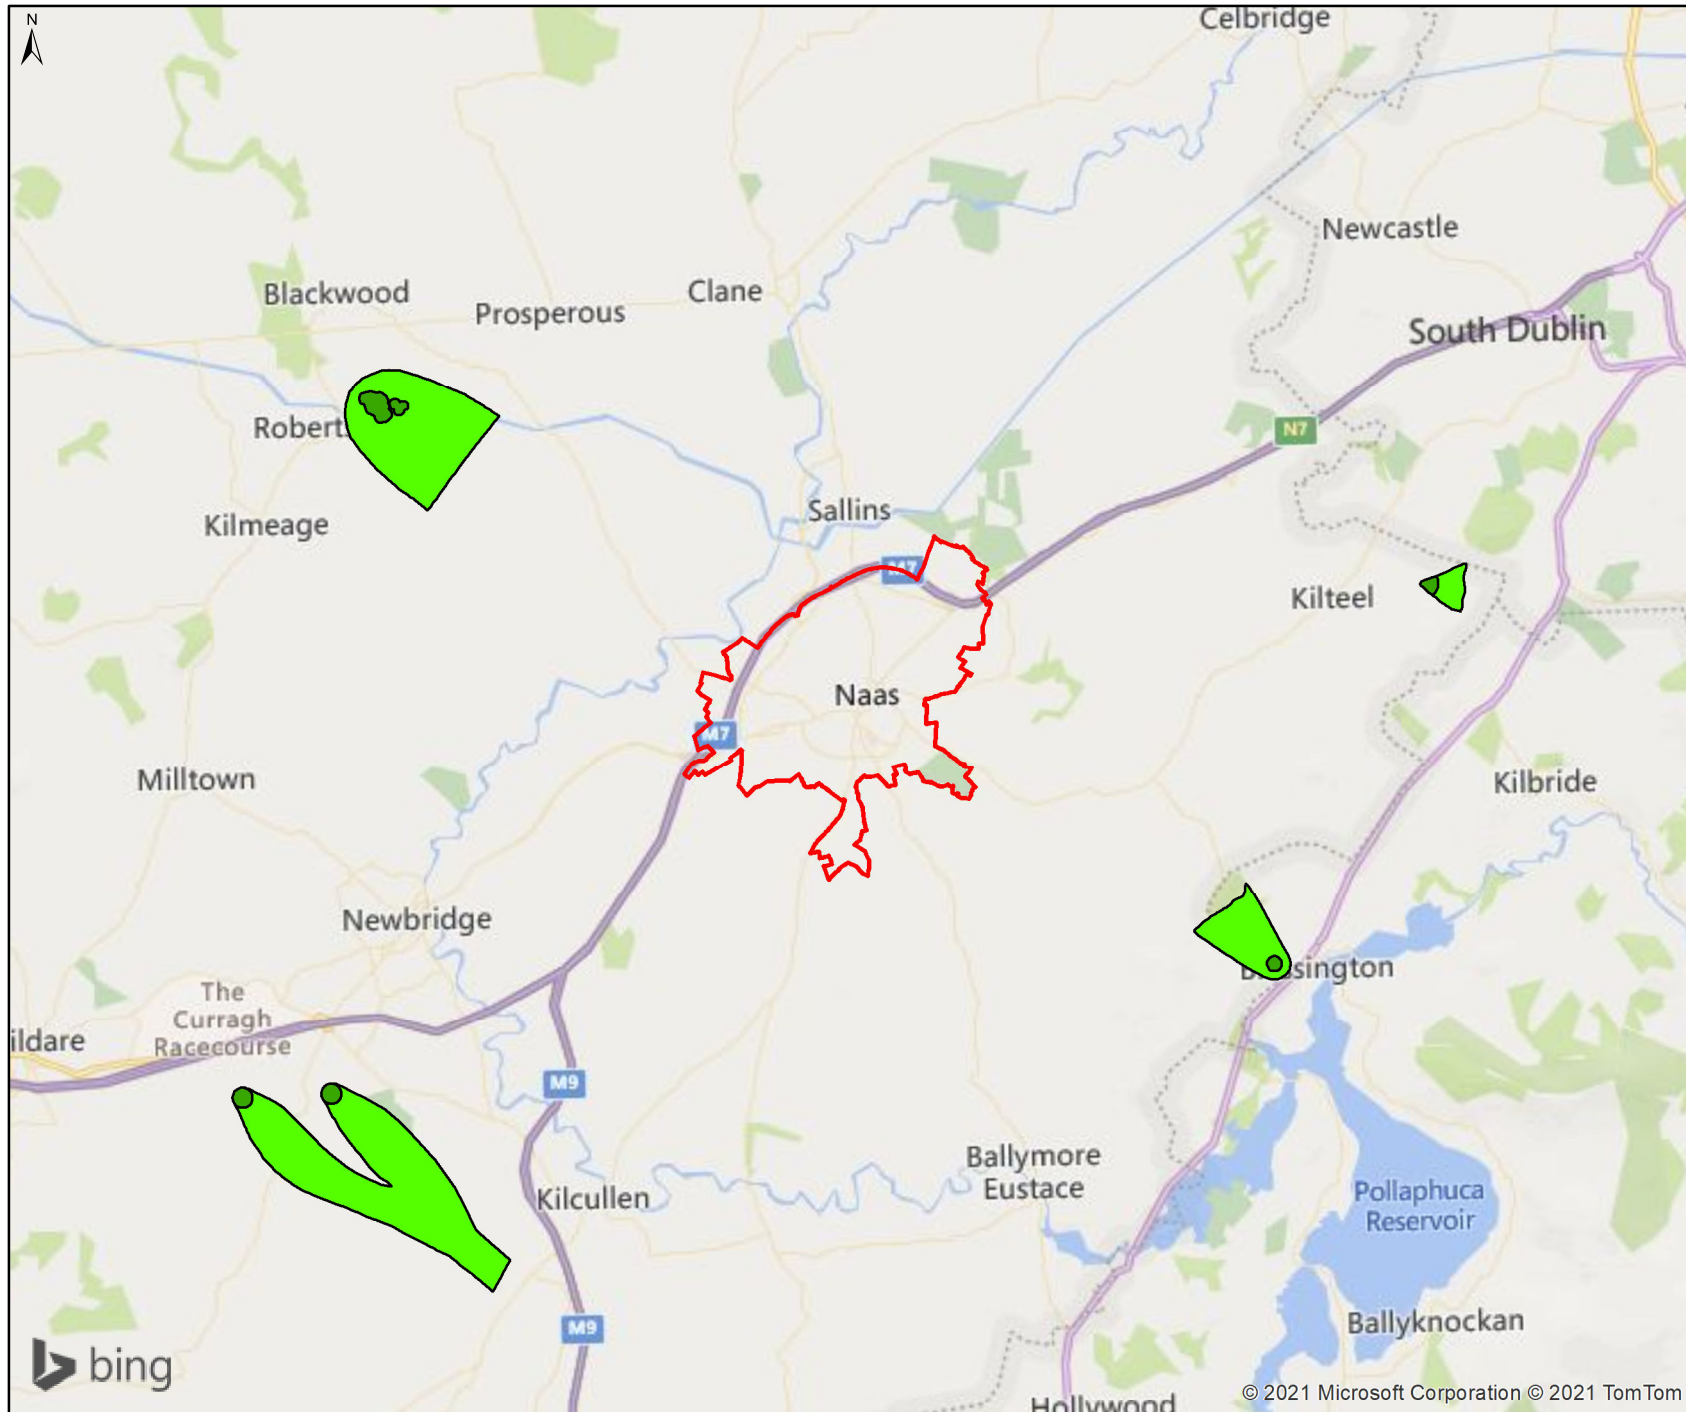 N
Celbridge
Newcastle
Blackwood
Clane
Prosperous
South Dublin
Robert
N7
Sallins
Kilmeage
M7
Kilteel
Naas
M7
Milltown
Kilbride
Newbridge
ssington
The
Curragh
Racecourse
ildare
M9
Ballymore
Eustace
Kilcullen
Pollaphuca
Reservoir
Ballyknockan
M9
bing
© 2021 Microsoft Corporation © 2021 TomTom
Hollywood